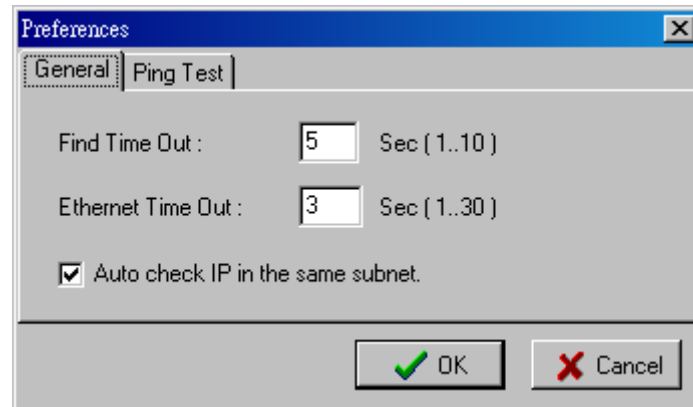 Preferences
General Ping Test
Find Time Out : 5 Sec ( 1..10 )
Ethernet Time Out : 3 Sec ( 1..30 )
Auto check IP in the same subnet.
OK Cancel